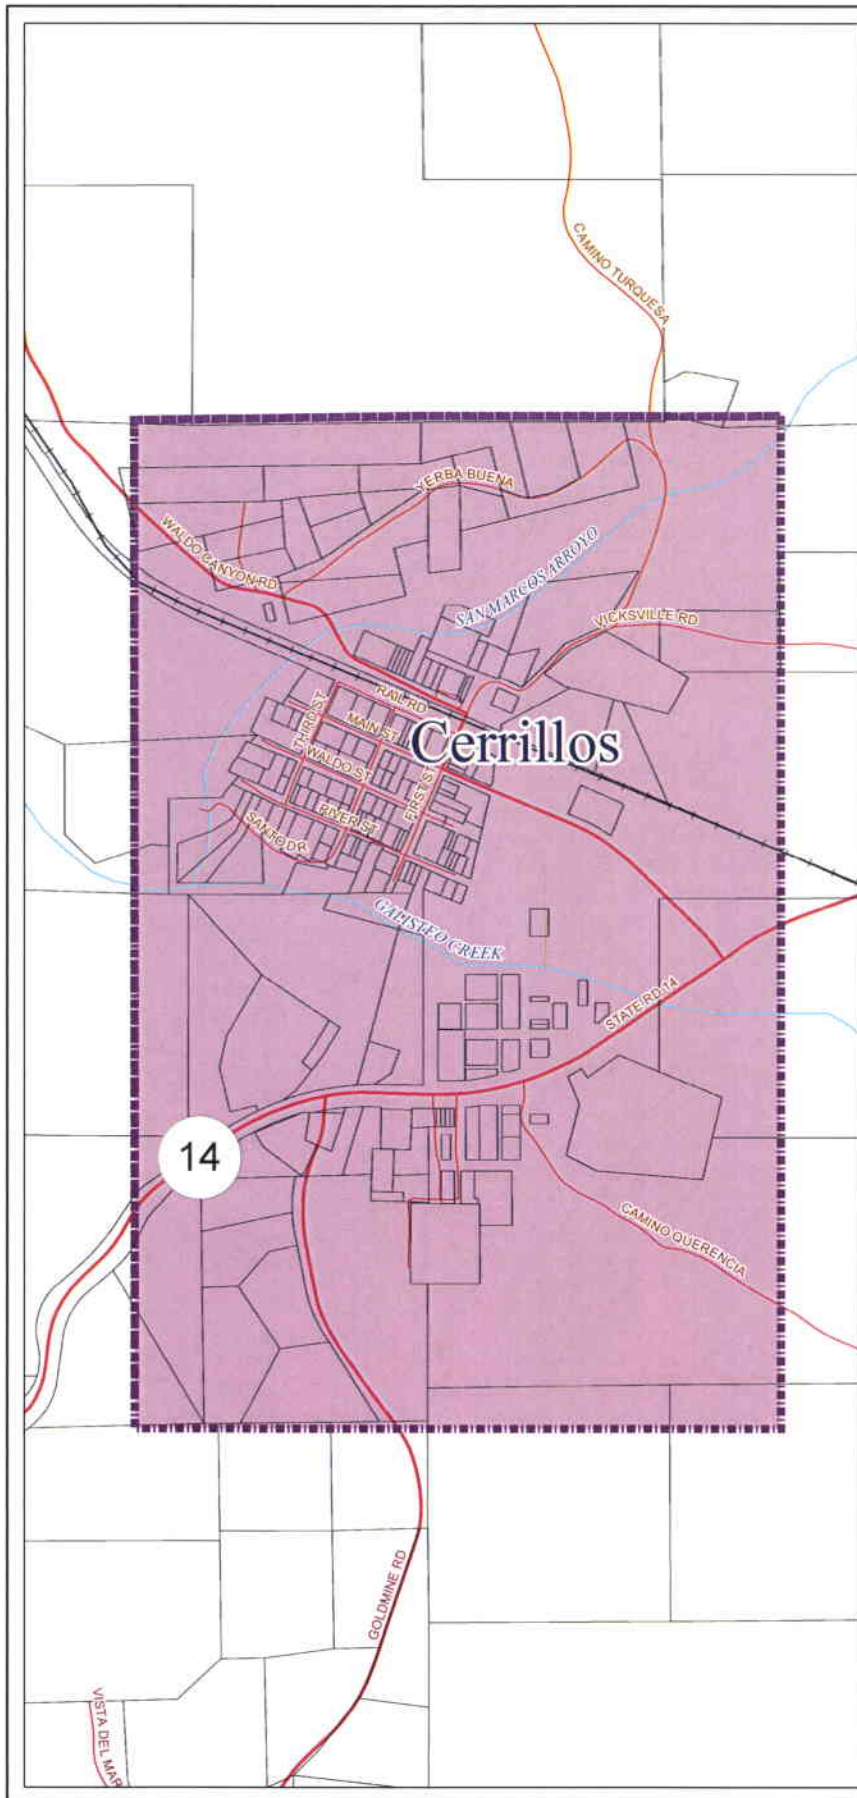 CAMINO TURQUESA
YERBA BUENA
WALDO CANYON RD
SAN MARCOS ARROYO
VICKSVILLE RD
RAIL RD
THIRD ST
MAIN ST
Cerrillos
WALDO ST
FIRST ST
RIVER ST
SANTO DR
GALISTEO CREEK
STATE RD 14
14
CAMINO QUERENCIA
GOLDMINE RD
VISTA DEL MAR